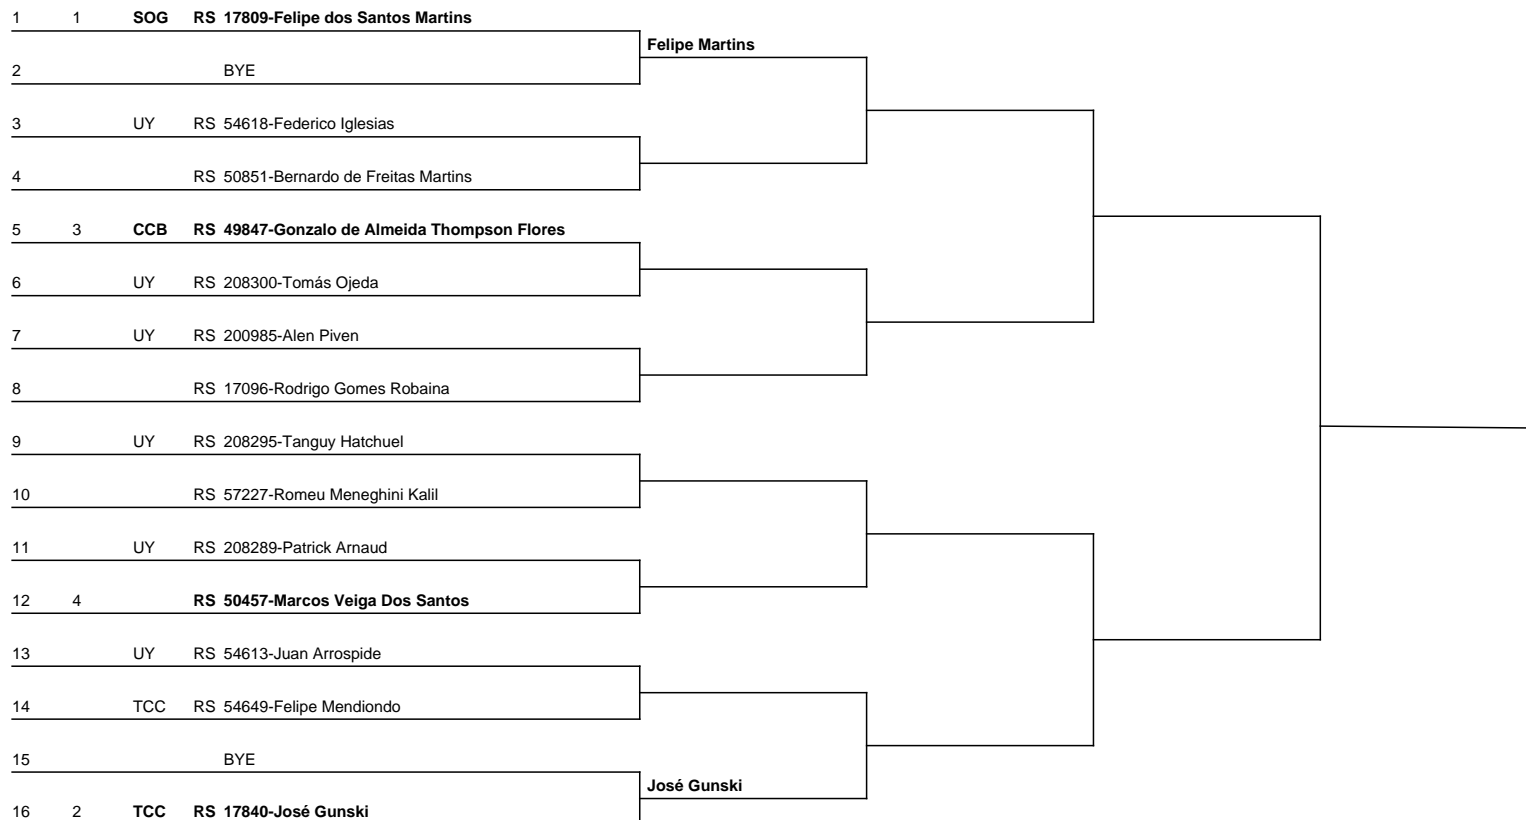 1 1 SOG RS 17809-Felipe dos Santos Martins
Felipe Martins
2 BYE
3 UY RS 54618-Federico Iglesias
4 RS 50851-Bernardo de Freitas Martins
5 3 CCB RS 49847-Gonzalo de Almeida Thompson Flores
6 UY RS 208300-Tomás Ojeda
7 UY RS 200985-Alen Piven
8 RS 17096-Rodrigo Gomes Robaina
9 UY RS 208295-Tanguy Hatchuel
10 RS 57227-Romeu Meneghini Kalil
11 UY RS 208289-Patrick Arnaud
12 4 RS 50457-Marcos Veiga Dos Santos
13 UY RS 54613-Juan Arrospide
14 TCC RS 54649-Felipe Mendiondo
15 BYE
José Gunski
16 2 TCC RS 17840-José Gunski